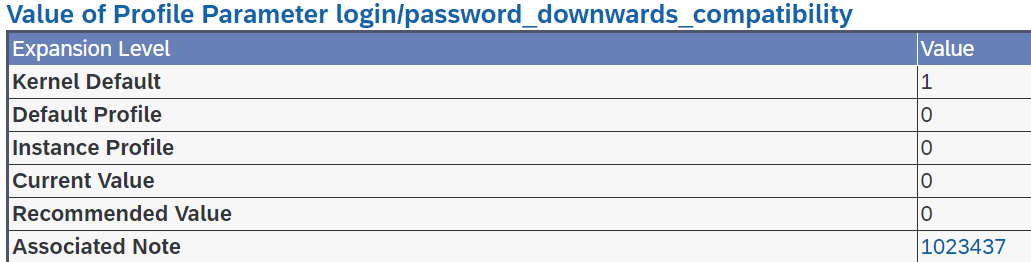 Value of Profile Parameter login/password_downwards_compatibility
Expansion Level Value
Kernel Default 1
Default Profile 0
Instance Profile 0
Current Value 0
Recommended Value 0
Associated Note 1023437